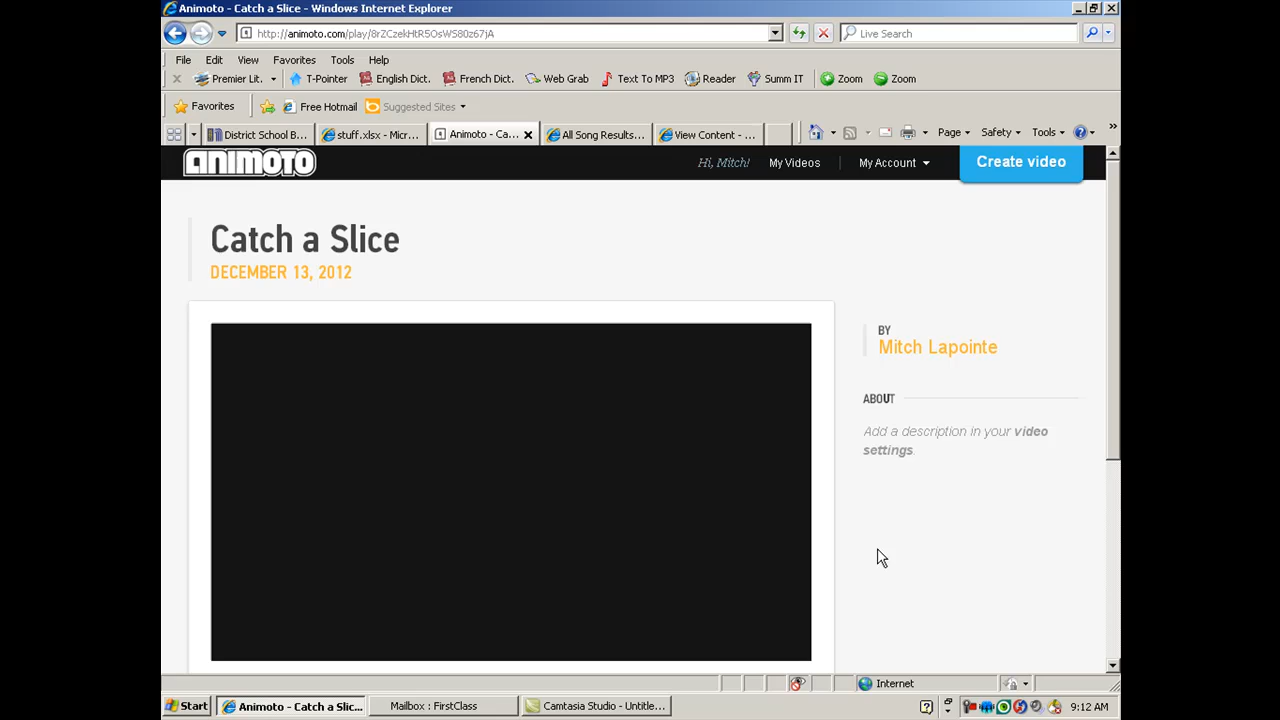 Animoto - Catch a Slice - Windows Internet Explorer
http://animoto.com/play/8rZCzekHtR5OsWS80z67jA
Live Search
File Edit View Favorites Tools Help
Premier Lit. T-Pointer English Dict. French Dict. Web Grab Text To MP3 Reader Summ IT Zoom Zoom
Favorites Free Hotmail Suggested Sites
District School B... stuff.xlsx - Micr... Animoto - Ca... All Song Results... View Content - ... Page Safety Tools
ANIMOTO Hi, Mitch! My Videos My Account Create video
Catch a Slice
DECEMBER 13, 2012
BY
Mitch Lapointe
ABOUT
Add a description in your video
settings.
Internet
Start Animoto - Catch a Slic... Mailbox : FirstClass Camtasia Studio - Untitle... 9:12 AM